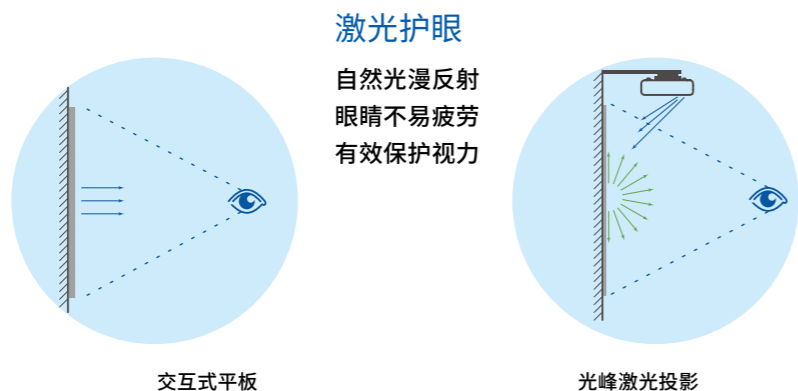 激光护眼
自然光漫反射
眼睛不易疲劳
有效保护视力
交互式平板
光峰激光投影